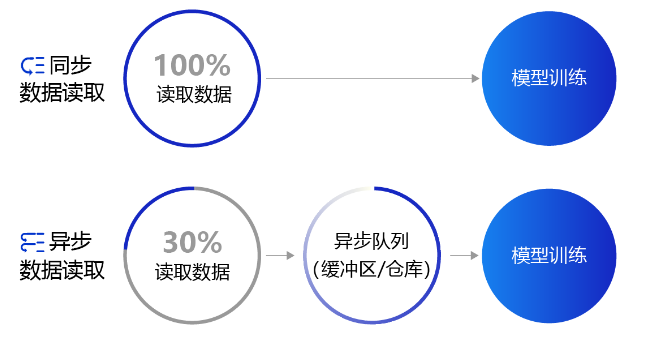 同步
数据读取
100%
读取数据
模型训练
异步
数据读取
30%
读取数据
异步队列
(缓冲区/仓库)
模型训练